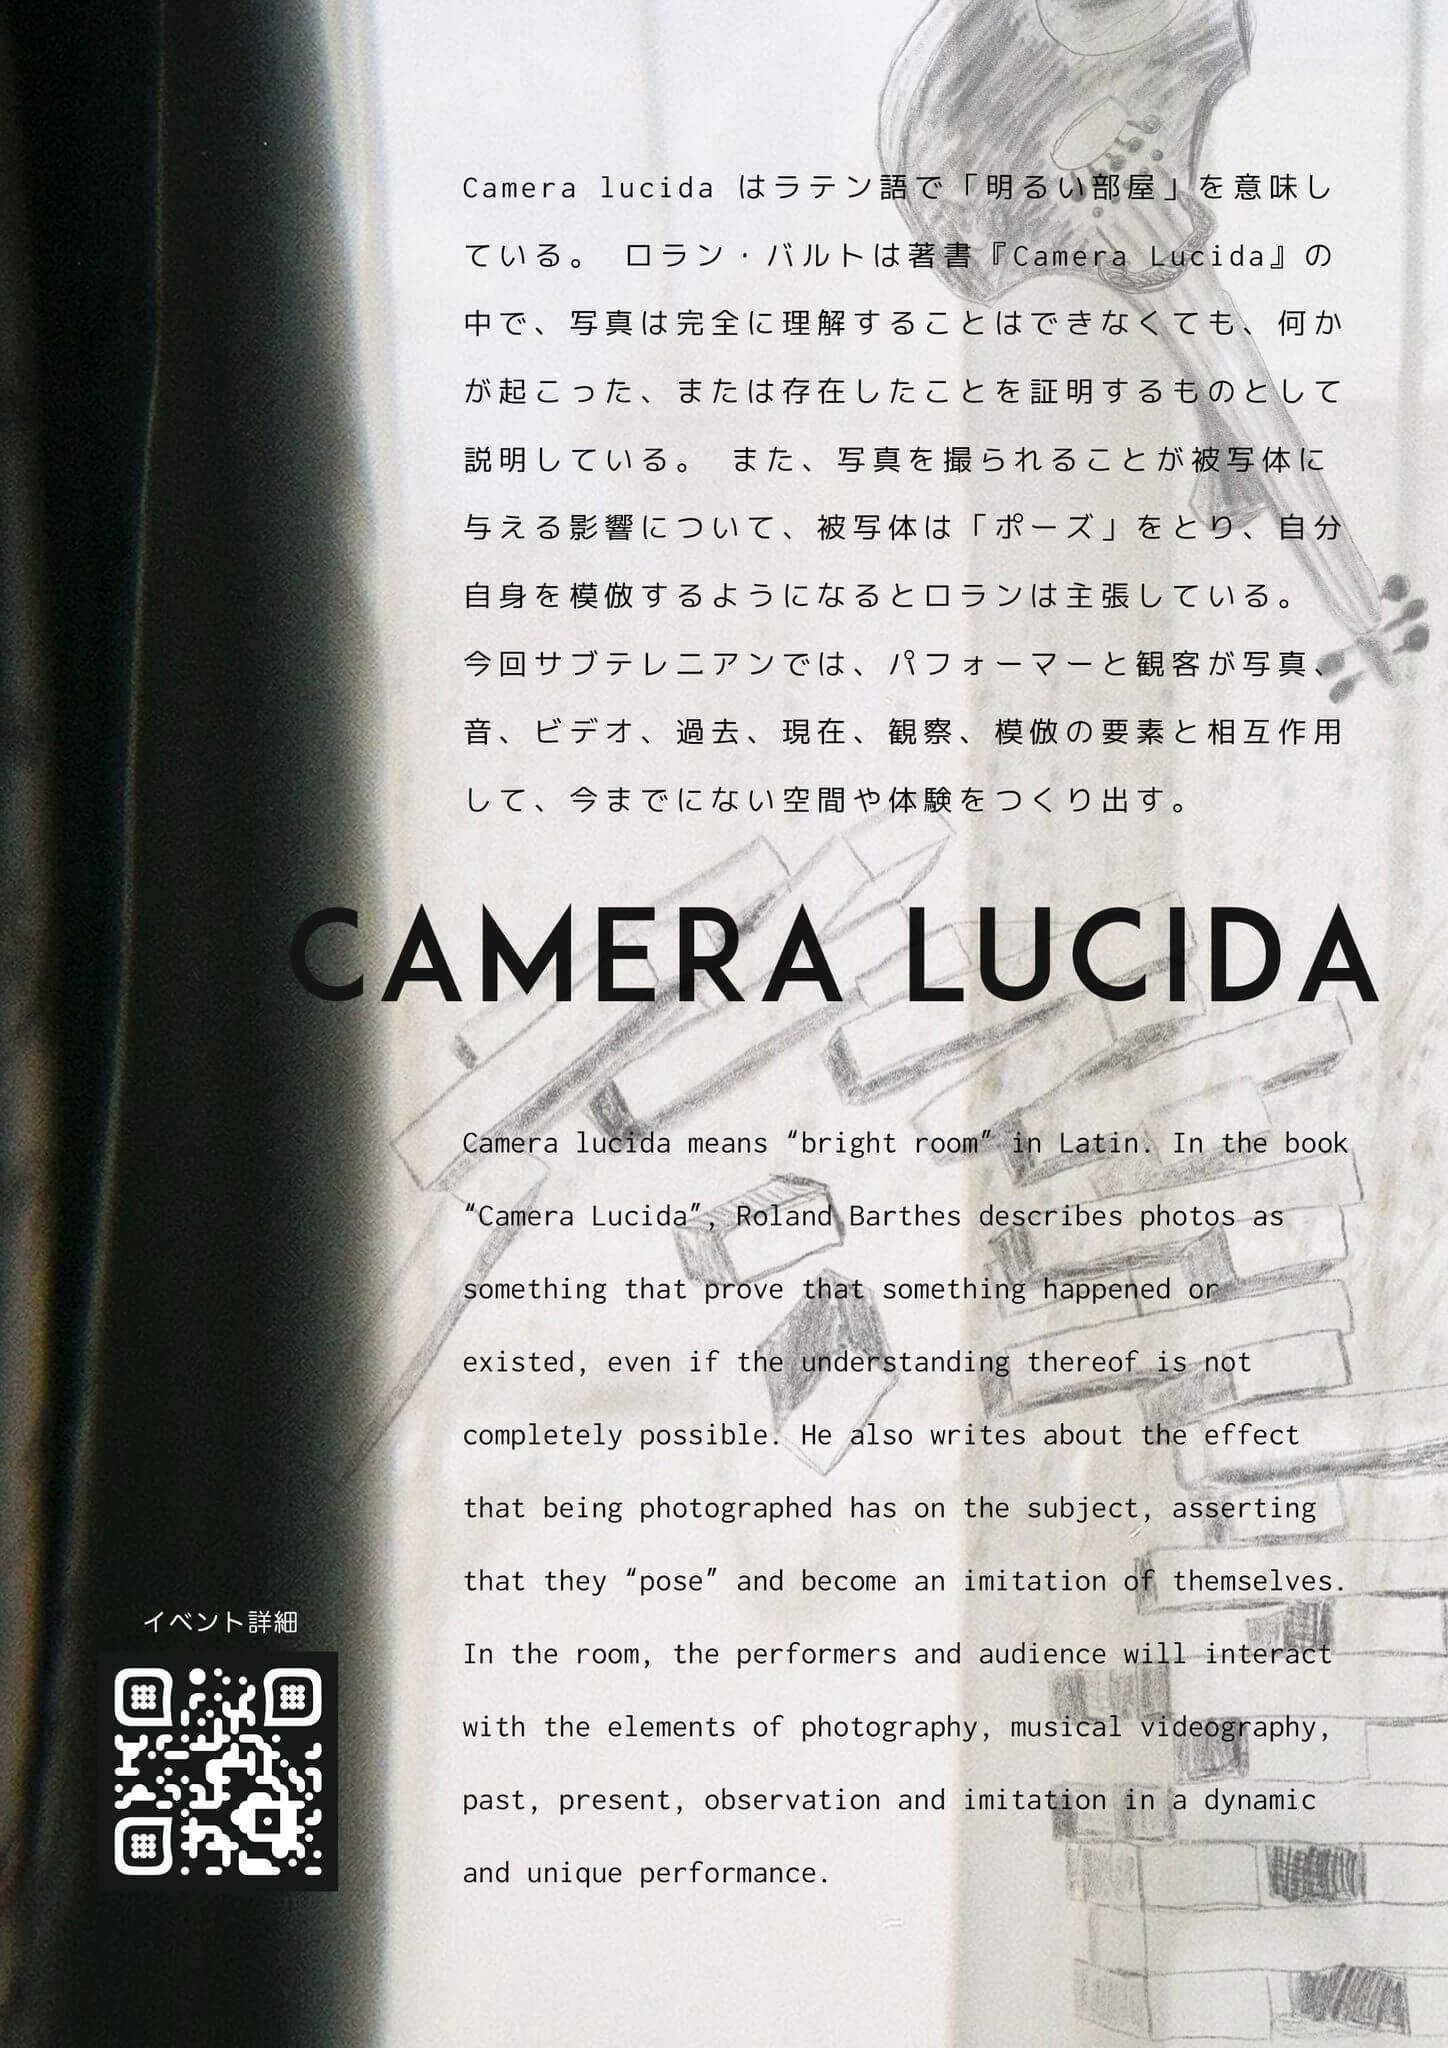 Camera lucida はラテン語で「明るい部屋」を意味し
ている。 ロラン・バルトは著書『Camera Lucida』の
中で、写真は完全に理解することはできなくても、何か
が起こった、または存在したことを証明するものとして
説明している。 また、写真を撮られることが被写体に
与える影響について、被写体は「ポーズ」をとり、自分
自身を模倣するようになるとロランは主張している。
今回サブテレニアンでは、パフォーマーと観客が写真、
音、ビデオ、過去、現在、観察、模倣の要素と相互作用
して、今までにない空間や体験をつくり出す。
CAMERA LUCIDA
Camera lucida means “bright room” in Latin. In the book
“Camera Lucida”, Roland Barthes describes photos as
something that prove that something happened or
existed, even if the understanding thereof is not
completely possible. He also writes about the effect
that being photographed has on the subject, asserting
that they “pose” and become an imitation of themselves.
In the room, the performers and audience will interact
with the elements of photography, musical videography,
past, present, observation and imitation in a dynamic
and unique performance.
イベント詳細